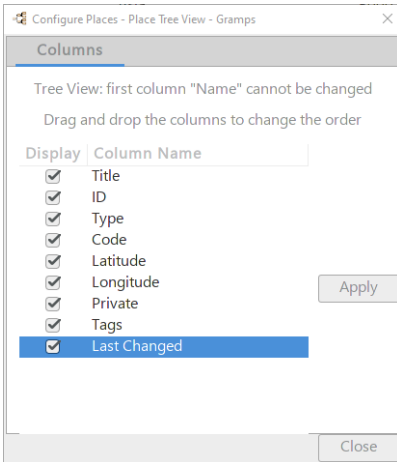 Configure Places - Place Tree View - Gramps
Columns
Tree View: first column "Name" cannot be changed
Drag and drop the columns to change the order
Display Column Name
Title
ID
Type
Code
Latitude
Longitude
Private
Tags
Last Changed
Apply
Close